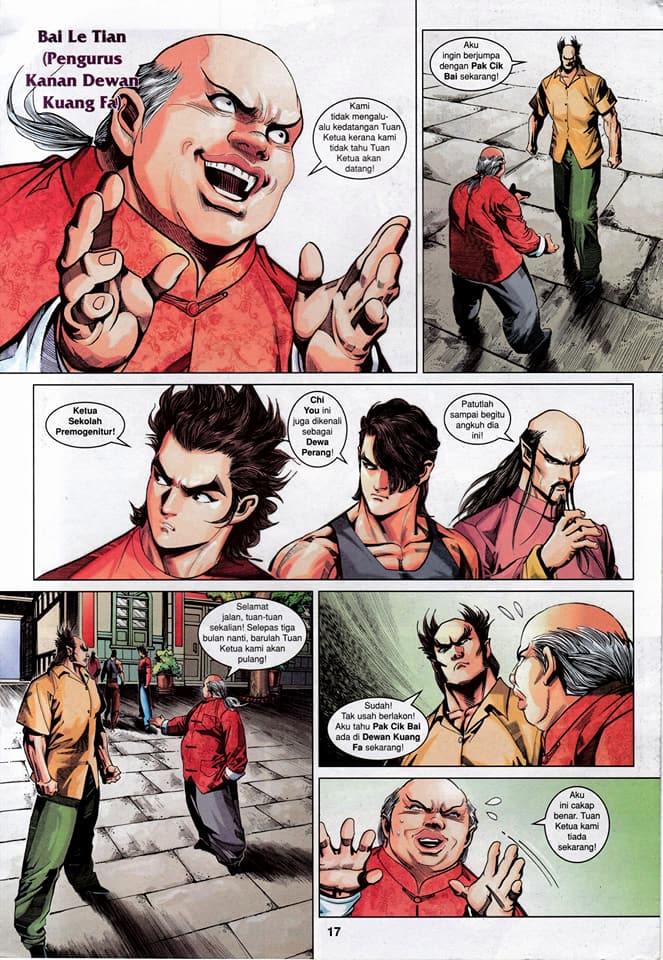 Bai Le Tian
(Pengurus
Kanan Dewan
Kuang Fa)
Kami
tidak mengalu-
alu kedatangan Tuan
Ketua kerana kami
tidak tahu Tuan
Ketua akan
datang!
Aku
ingin berjumpa
dengan Pak Cik
Bai sekarang!
Ketua
Sekolah
Premogenitur!
Chi
You ini
juga dikenali
sebagai
Dewa
Perang!
Patutlah
sampai begitu
angkuh dia
ini!
Selamat
jalan, tuan-tuan
sekalian! Selepas tiga
bulan nanti, barulah Tuan
Ketua kami akan
pulang!
Sudah!
Tak usah berlakon!
Aku tahu Pak Cik Bai
ada di Dewan Kuang
Fa sekarang!
Aku
ini cakap
benar. Tuan
Ketua kami
tiada
sekarang!
17